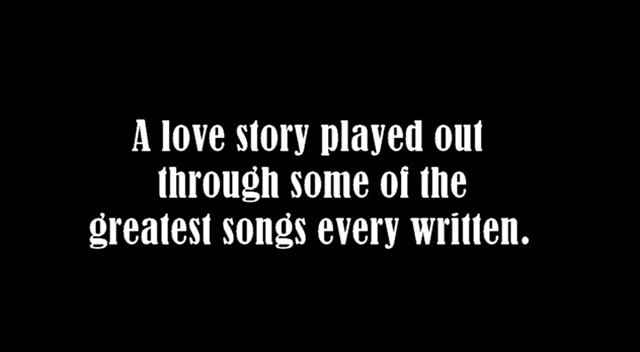 A love story played out
through some of the
greatest songs every written.